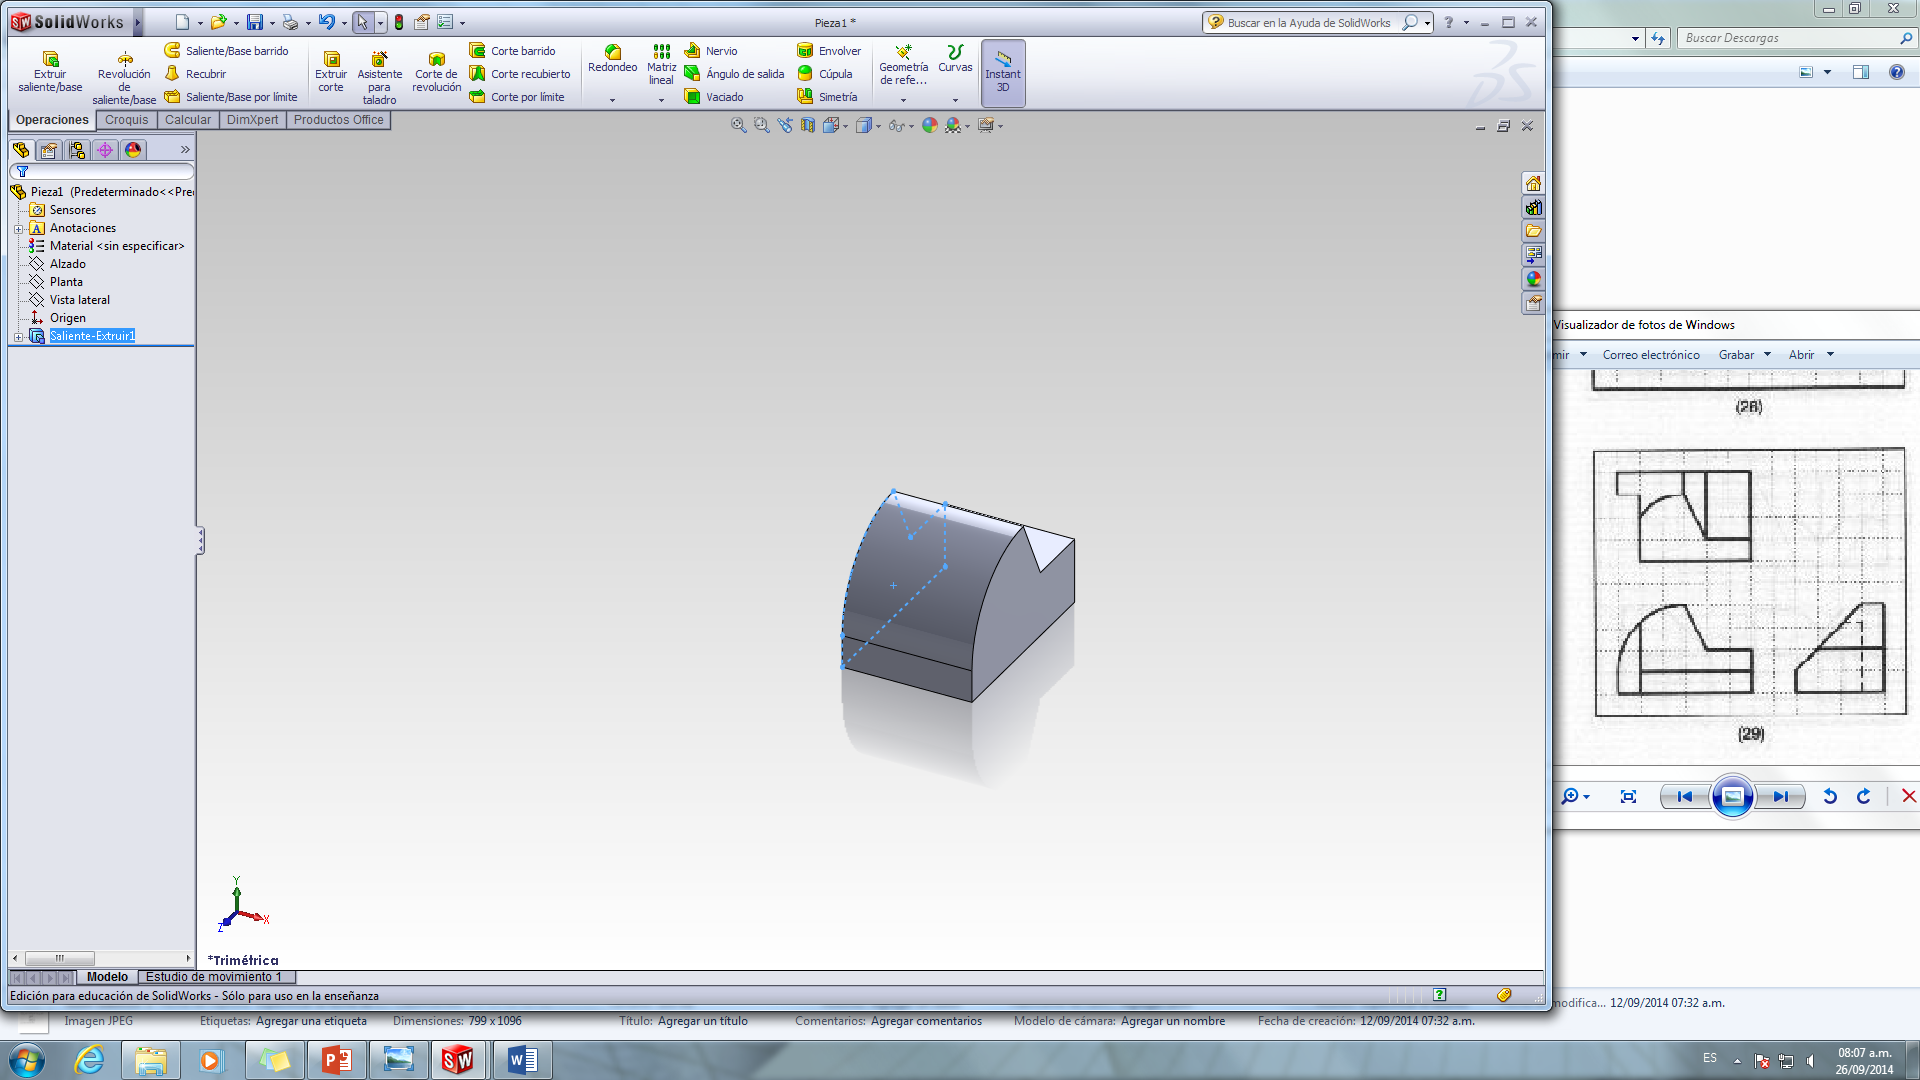 SolidWorks
Pieza1 *
Buscar en la Ayuda de SolidWorks
Buscar Descargas
Extruir saliente/base
Revolución de saliente/base
Saliente/Base barrido
Recubrir
Saliente/Base por límite
Extruir corte
Asistente para taladro
Corte de revolución
Corte barrido
Corte recubierto
Corte por límite
Redondeo
Matriz lineal
Nervio
Ángulo de salida
Vaciado
Envolver
Cúpula
Simetría
Geometría de refe...
Curvas
Instant 3D
Operaciones
Croquis
Calcular
DimXpert
Productos Office
Pieza1 (Predeterminado<<Pre
Sensores
Anotaciones
Material <sin especificar>
Alzado
Planta
Vista lateral
Origen
Saliente-Extruir1
Visualizador de fotos de Windows
mir
Correo electrónico
Grabar
Abrir
(28)
(29)
Y
X
Z
*Trimétrica
Modelo
Estudio de movimiento 1
Edición para educación de SolidWorks - Sólo para uso en la enseñanza
modifica... 12/09/2014 07:32 a.m.
Imagen JPEG
Etiquetas: Agregar una etiqueta
Dimensiones: 799 x 1096
Título: Agregar un título
Comentarios: Agregar comentarios
Modelo de cámara: Agregar un nombre
Fecha de creación: 12/09/2014 07:32 a.m.
ES
08:07 a.m.
26/09/2014